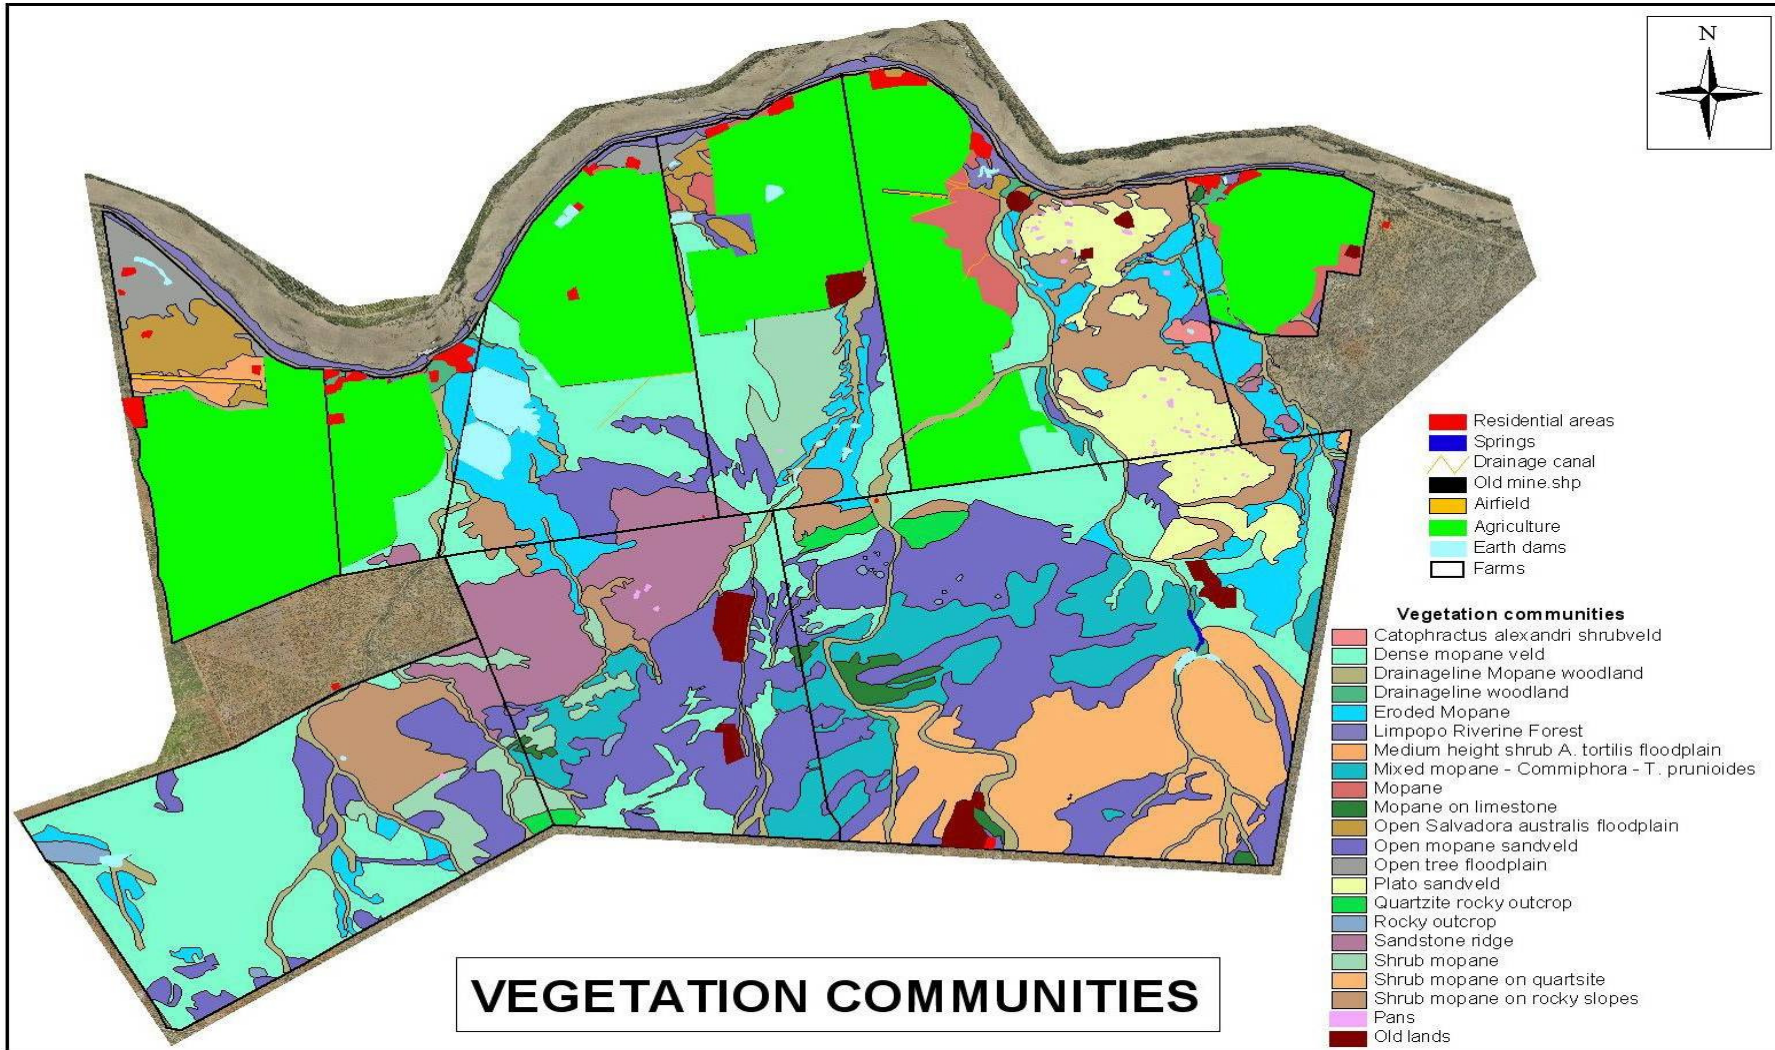 N
Residential areas
Springs
Drainage canal
Old mine.shp
Airfield
Agriculture
Earth dams
Farms
Vegetation communities
Catophractus alexandri shrubveld
Dense mopane veld
Drainageline Mopane woodland
Drainageline woodland
Eroded Mopane
Limpopo Riverine Forest
Medium height shrub A. tortilis floodplain
Mixed mopane - Commiphora - T. prunioides
Mopane
Mopane on limestone
Open Salvadora australis floodplain
Open mopane sandveld
Open tree floodplain
Plato sandveld
Quartzite rocky outcrop
Rocky outcrop
Sandstone ridge
Shrub mopane
Shrub mopane on quartsite
Shrub mopane on rocky slopes
Pans
Old lands
VEGETATION COMMUNITIES